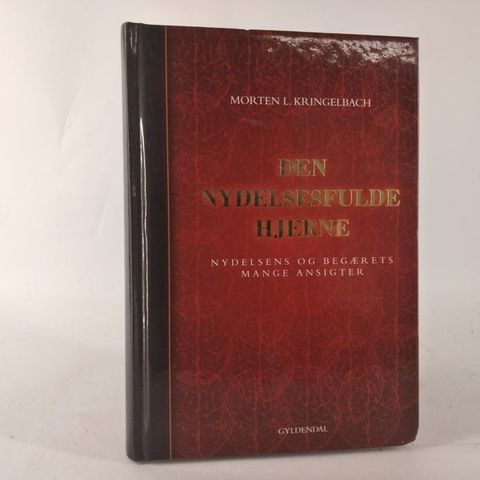 MORTEN L. KRINGELBACH
DEN
NYDELSESFULDE
HJERNE
NYDELSENS OG BEGÆRETS
MANGE ANSIGTER
GYLDENDAL